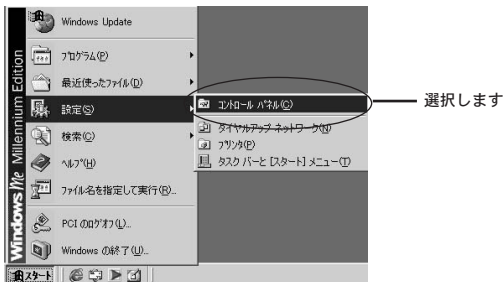 Windows Me Millennium Edition
Windows Update
プログラム(P)
最近使ったファイル(D)
設定(S)
検索(C)
ヘルプ(H)
ファイル名を指定して実行(R)...
PCI のログオフ(L)...
Windows の終了(U)...
コントロール パネル(C)
ダイヤルアップ ネットワーク(N)
プリンタ(P)
タスク バーと [スタート] メニュー(T)
選択します
スタート